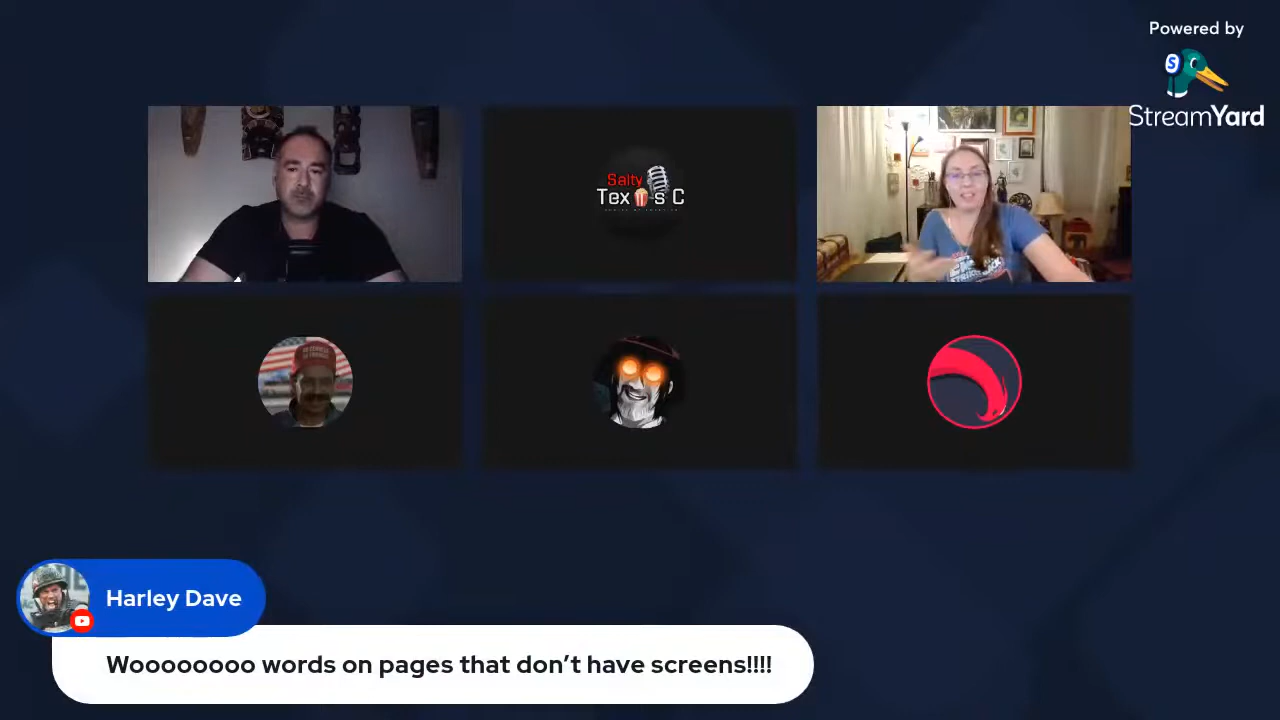 Powered by
StreamYard
Salty
Tex s C
Harley Dave
Woooooooo words on pages that don’t have screens!!!!